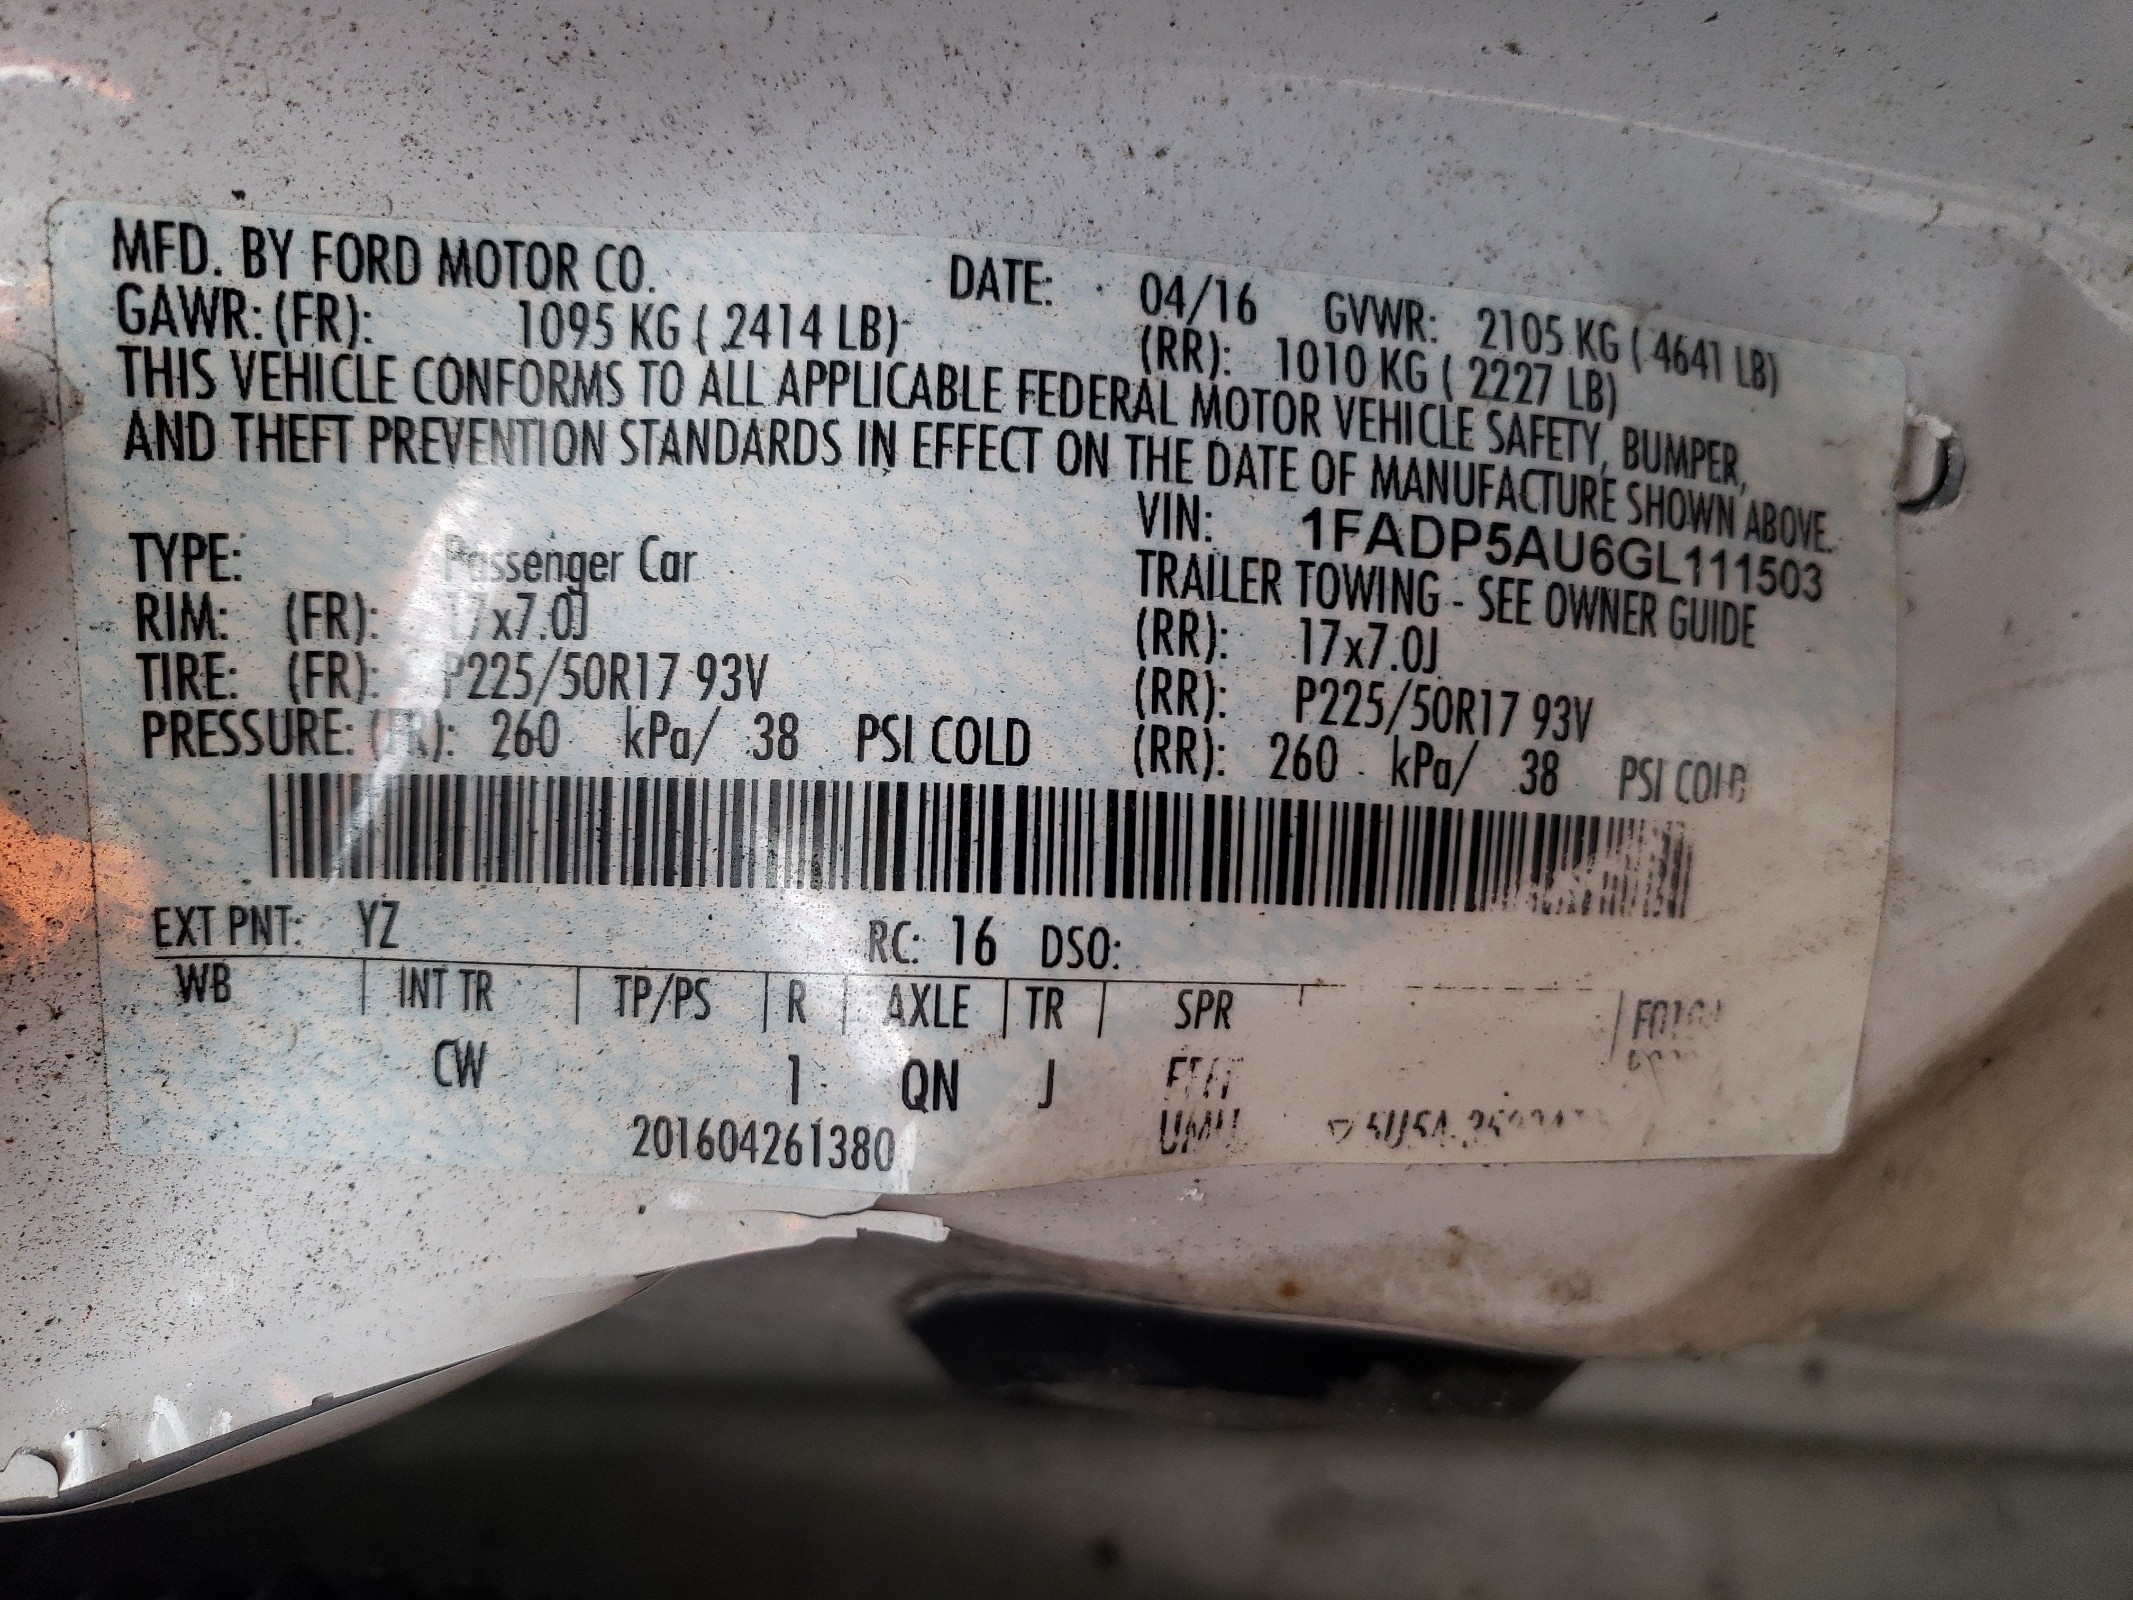 MFD. BY FORD MOTOR CO. DATE: 04/16 GVWR: 2105 KG ( 4641 LB)
GAWR: (FR): 1095 KG ( 2414 LB) (RR): 1010 KG ( 2227 LB)
THIS VEHICLE CONFORMS TO ALL APPLICABLE FEDERAL MOTOR VEHICLE SAFETY, BUMPER,
AND THEFT PREVENTION STANDARDS IN EFFECT ON THE DATE OF MANUFACTURE SHOWN ABOVE.
VIN: 1FADP5AU6GL111503
TYPE: Passenger Car TRAILER TOWING - SEE OWNER GUIDE
RIM: (FR): 17x7.0J (RR): 17x7.0J
TIRE: (FR): P225/50R17 93V (RR): P225/50R17 93V
PRESSURE: (FR): 260 kPa/ 38 PSI COLD (RR): 260 kPa/ 38 PSI COLD
EXT PNT: YZ RC: 16 DSO:
WB INT TR TP/PS R AXLE TR SPR
CW 1 QN J
201604261380